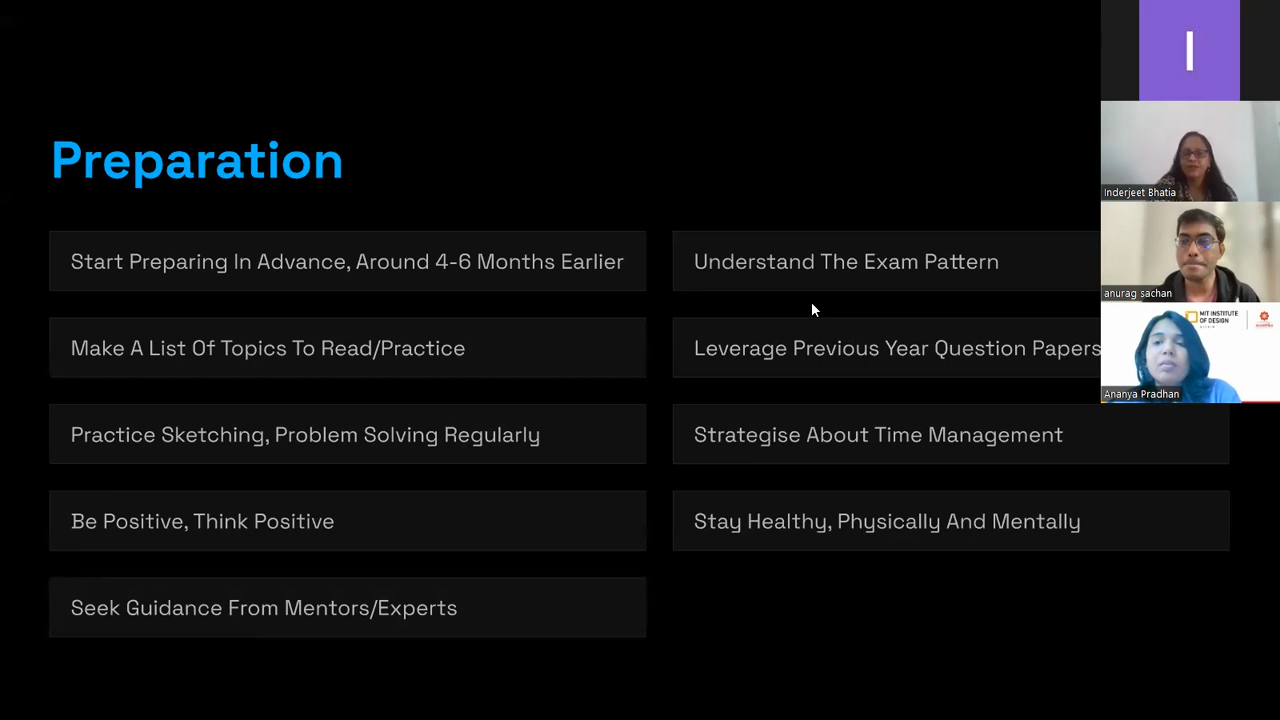 Preparation
Start Preparing In Advance, Around 4-6 Months Earlier
Understand The Exam Pattern
Make A List Of Topics To Read/Practice
Leverage Previous Year Question Papers
Practice Sketching, Problem Solving Regularly
Strategise About Time Management
Be Positive, Think Positive
Stay Healthy, Physically And Mentally
Seek Guidance From Mentors/Experts
I
Inderjeet Bhatia
anurag sachan
MIT INSTITUTE
OF DESIGN
Ananya Pradhan